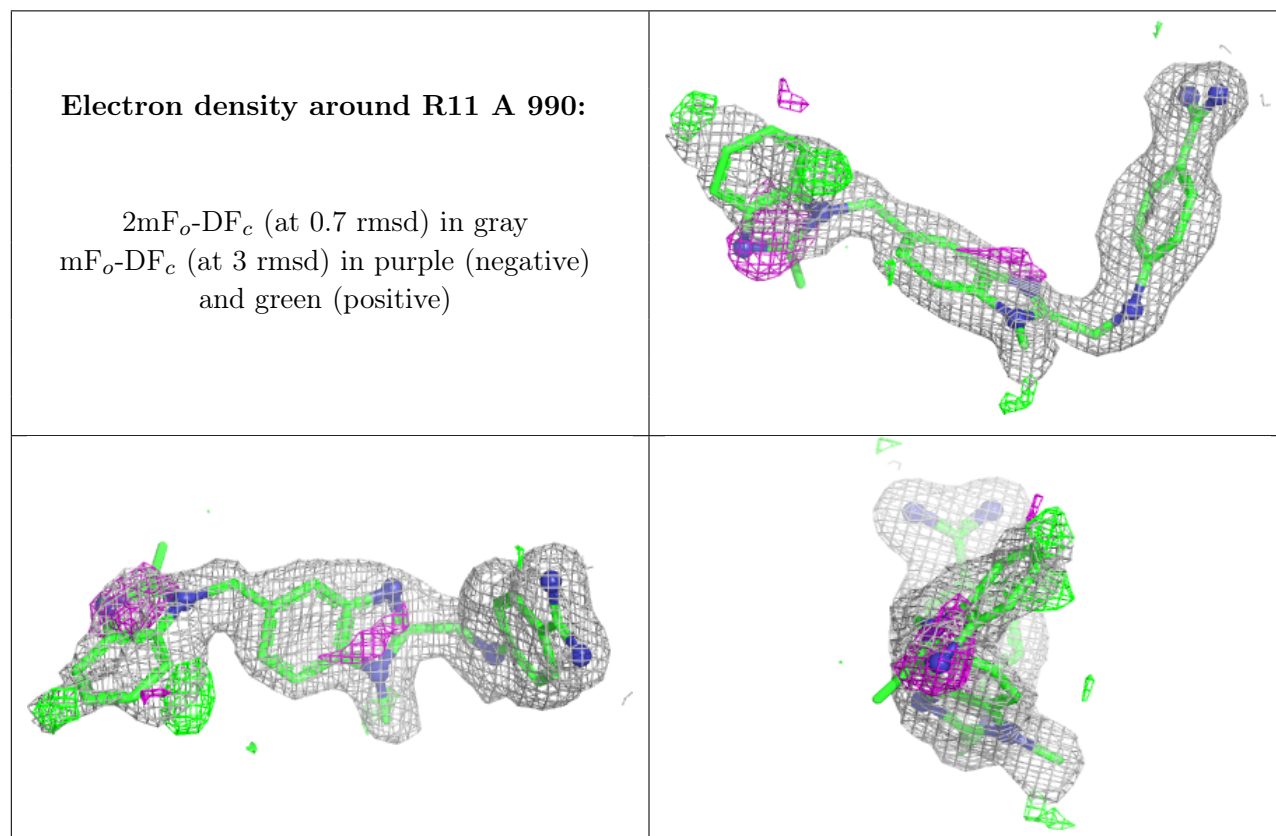 Electron density around R11 A 990:
2mFo-DFc (at 0.7 rmsd) in gray
mFo-DFc (at 3 rmsd) in purple (negative)
and green (positive)